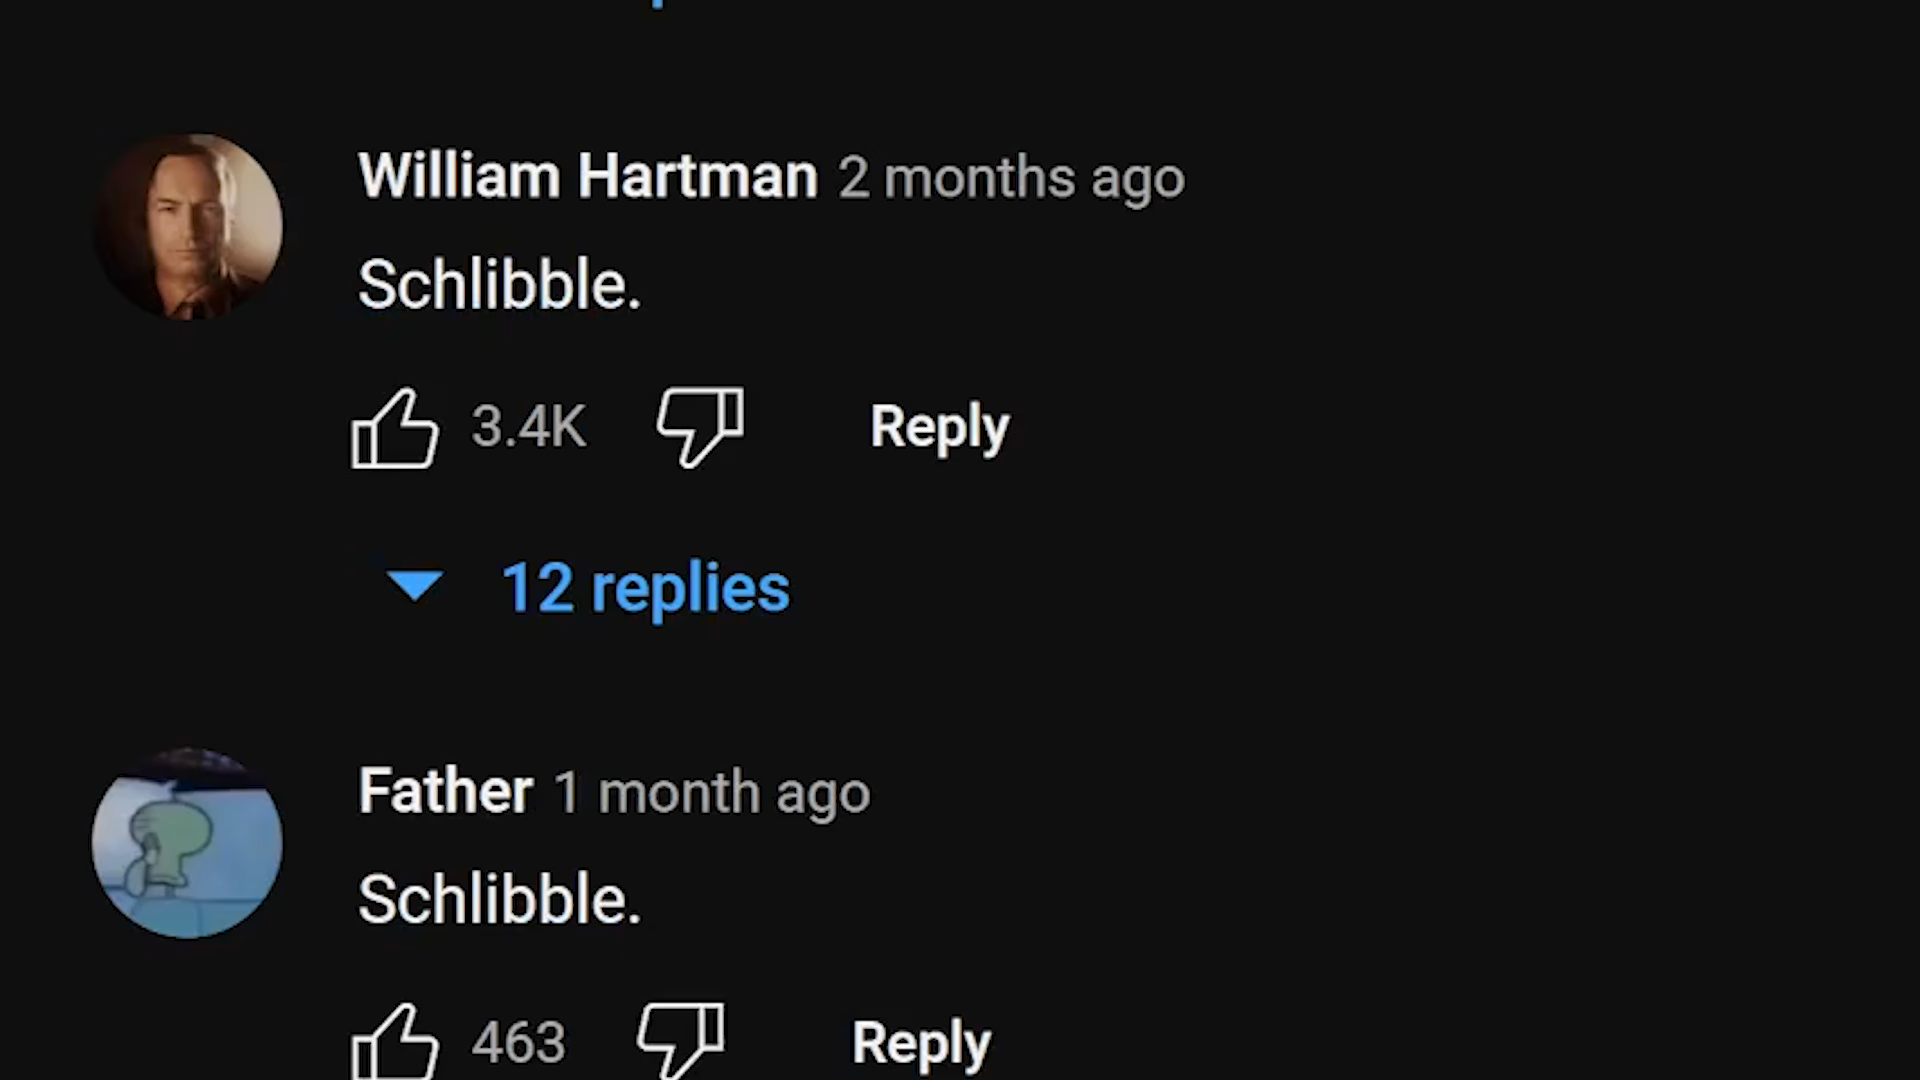 William Hartman 2 months ago
Schlibble.
3.4K Reply
12 replies
Father 1 month ago
Schlibble.
463 Reply